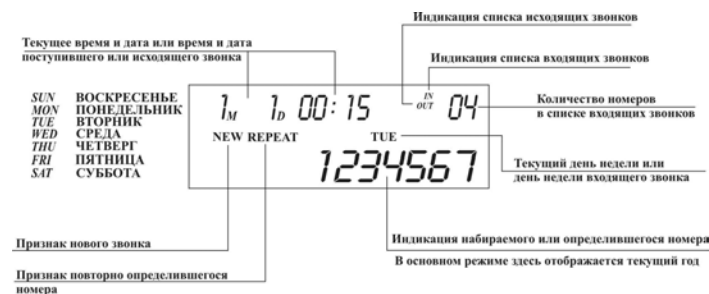 Индикация списка исходящих звонков
Текущее время и дата или время и дата
поступившего или исходящего звонка
Индикация списка входящих звонков
SUN ВОСКРЕСЕНЬЕ
MON ПОНЕДЕЛЬНИК
TUE ВТОРНИК
WED СРЕДА
THU ЧЕТВЕРГ
FRI ПЯТНИЦА
SAT СУББОТА
1M 1D 00:15 IN 04
OUT
NEW REPEAT TUE
1234567
Количество номеров
в списке входящих звонков
Текущий день недели или
день недели входящего звонка
Признак нового звонка
Индикация набираемого или определившегося номера
В основном режиме здесь отображается текущий год
Признак повторно определившегося
номера